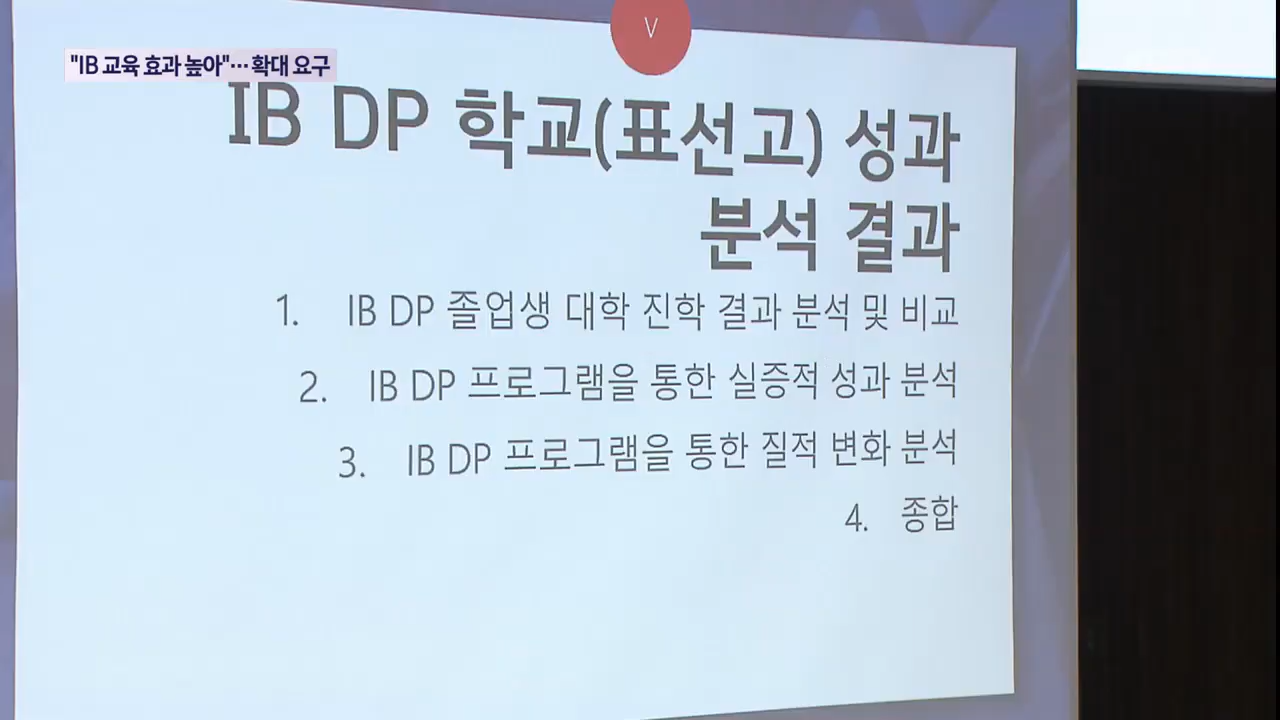 V
"IB 교육 효과 높아"… 확대 요구
IB DP 학교(표선고) 성과
분석 결과
1. IB DP 졸업생 대학 진학 결과 분석 및 비교
2. IB DP 프로그램을 통한 실증적 성과 분석
3. IB DP 프로그램을 통한 질적 변화 분석
4. 종합